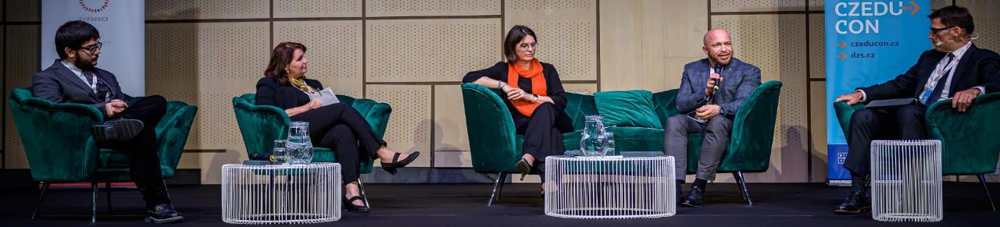 CZEDU→
CON
→ czeducon.cz
→ dzs.cz